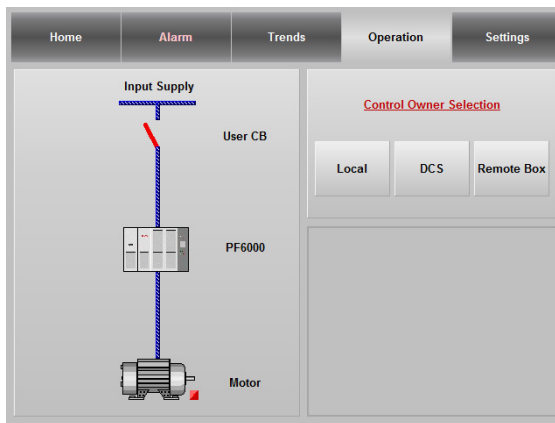 Home
Alarm
Trends
Operation
Settings
Input Supply
User CB
PF6000
Motor
Control Owner Selection
Local
DCS
Remote Box